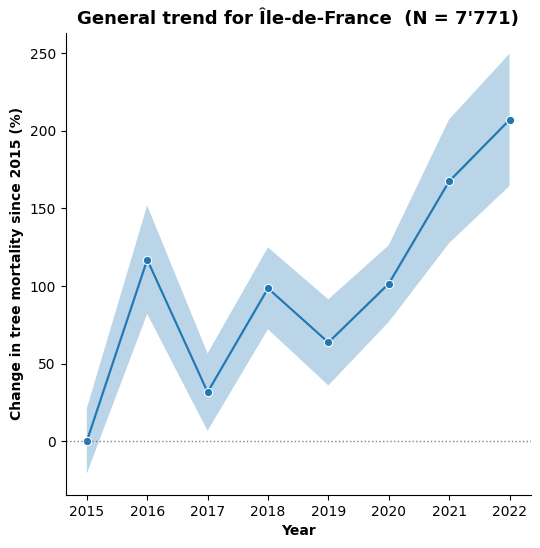 General trend for Île-de-France  (N = 7'771)
Change in tree mortality since 2015 (%)
250
200
150
100
50
0
2015 2016 2017 2018 2019 2020 2021 2022
Year